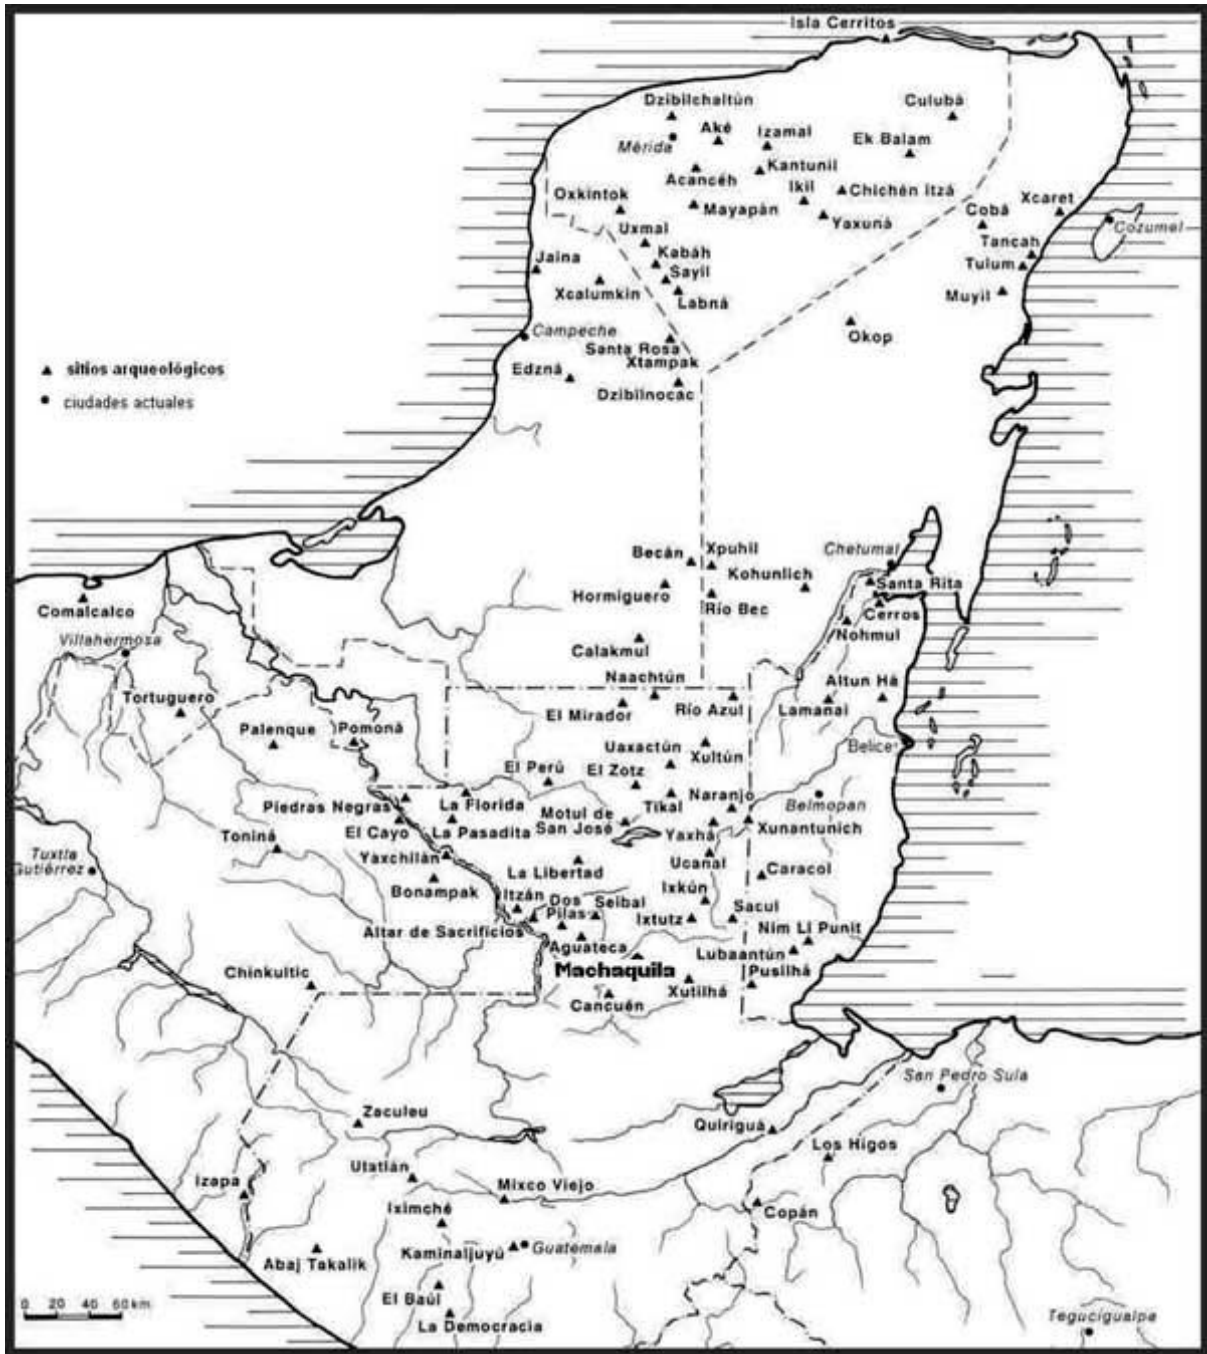 Isla Cerritos
Dzibilchaltún
Culubá
Aké
Izamal
Ek Balam
Mérida
Acancéh
Kantunil
Ikil
Chichén Itzá
Oxkintok
Mayapán
Yaxuná
Cobá
Xcaret
Uxmal
Cozumel
Kabáh
Tancah
Jaina
Sayil
Tulum
Xcalumkin
Labná
Muyil
Campeche
Okop
Santa Rosa
Xtampak
Edzná
Dzibilnocac
sitios arqueológicos
ciudades actuales
Becán
Xpuhil
Chetumal
Kohunlich
Santa Rita
Hormiguero
Río Bec
Cerros
Comalcalco
Nohmul
Villahermosa
Calakmul
Naachtún
Altun Há
Tortuguero
El Mirador
Río Azul
Lamanai
Palenque
Pomoná
Uaxactún
Xultún
Belice
El Perú
El Zotz
Piedras Negras
La Florida
Tikal
Naranjo
Belmopan
Motul de
San José
El Cayo
La Pasadita
Yaxhá
Xunantunich
Toniná
Yaxchilán
Ucanal
Tuxtla
Gutiérrez
La Libertad
Caracol
Bonampak
Itzán
Dos
Pilas
Seibal
Ixkún
Ixtutz
Sacul
Altar de Sacrificios
Nim Li Punit
Aguateca
Lubaantún
Machaquila
Pusilhá
Chinkultic
Cancuén
Xutilhá
San Pedro Sula
Zaculeu
Quiriguá
Los Higos
Utatlán
Izapa
Mixco Viejo
Iximché
Copán
Kaminaljuyú
Guatemala
Abaj Takalik
El Baúl
La Democracia
0 20 40 60 km
Tegucigualpa